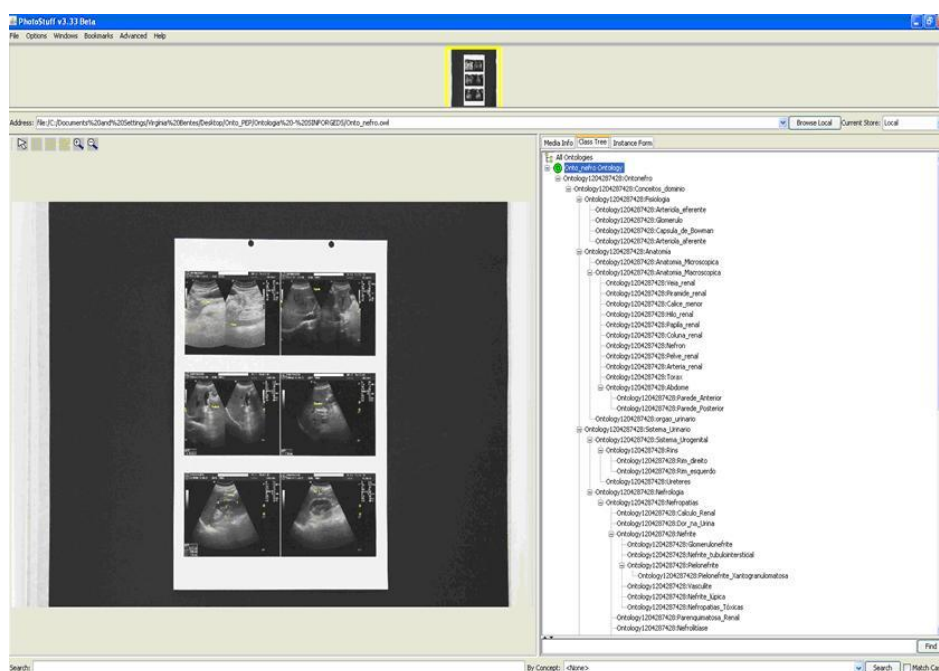 PhotoStuff v3.33 Beta
File Options Windows Bookmarks Advanced Help
Address: file:/C:/Documents%20and%20Settings/Virginia%20Bentes/Desktop/Onto_PEP/Ontologia%20-%20SINFORGEDS/Onto_nefro.owl
Browse Local Current Store: Local
Media Info Class Tree Instance Form
All Ontologies
Onto_nefro Ontology
Ontology1204287428:Ontonefro
Ontology1204287428:Conceitos_dominio
Ontology1204287428:Fisiologia
Ontology1204287428:Arteriola_eferente
Ontology1204287428:Glomerulo
Ontology1204287428:Capsula_de_Bowman
Ontology1204287428:Arteriola_aferente
Ontology1204287428:Anatomia
Ontology1204287428:Anatomia_Microscopica
Ontology1204287428:Anatomia_Macroscopica
Ontology1204287428:Veia_renal
Ontology1204287428:Piramide_renal
Ontology1204287428:Calice_menor
Ontology1204287428:Hilo_renal
Ontology1204287428:Papila_renal
Ontology1204287428:Coluna_renal
Ontology1204287428:Nefron
Ontology1204287428:Pelve_renal
Ontology1204287428:Arteria_renal
Ontology1204287428:Torax
Ontology1204287428:Abdome
Ontology1204287428:Parede_Anterior
Ontology1204287428:Parede_Posterior
Ontology1204287428:orgao_urinario
Ontology1204287428:Sistema_Urinario
Ontology1204287428:Sistema_Urogenital
Ontology1204287428:Rins
Ontology1204287428:Rim_direito
Ontology1204287428:Rim_esquerdo
Ontology1204287428:Ureteres
Ontology1204287428:Nefrologia
Ontology1204287428:Nefropatias
Ontology1204287428:Calculo_Renal
Ontology1204287428:Dor_na_Urina
Ontology1204287428:Nefrite
Ontology1204287428:Glomerulonefrite
Ontology1204287428:Nefrite_tubulointersticial
Ontology1204287428:Pielonefrite
Ontology1204287428:Pielonefrite_Xantogranulomatosa
Ontology1204287428:Vasculite
Ontology1204287428:Nefrite_lúpica
Ontology1204287428:Nefropatias_Tóxicas
Ontology1204287428:Parenquimatosa_Renal
Ontology1204287428:Nefrolitiase
Find
Search: By Concept: <None> Search Match Ca